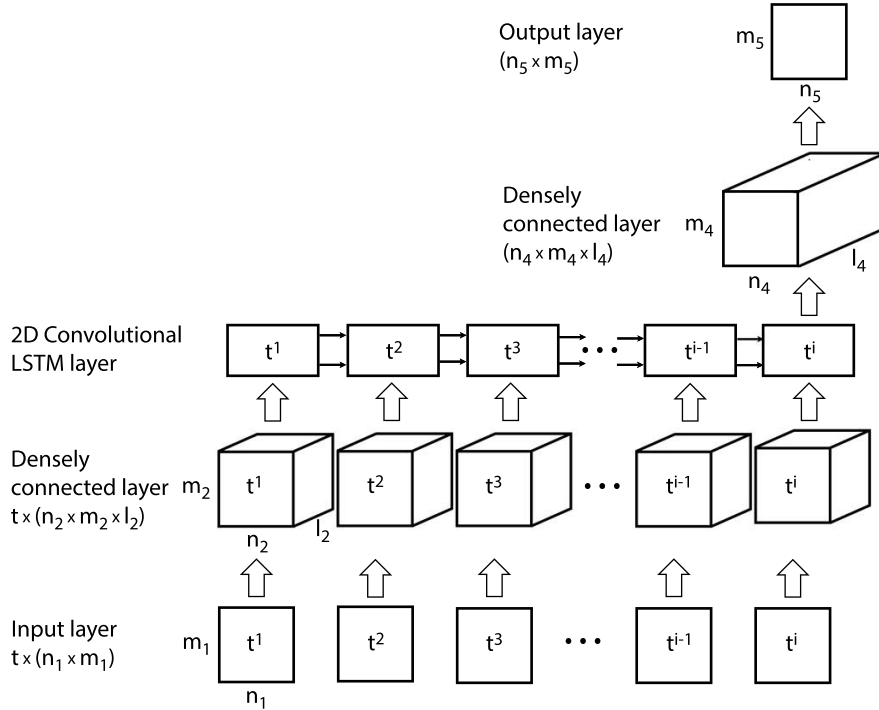 Output layer
(n₅ x m₅)
m₅
n₅
Densely
connected layer
(n₄ x m₄ x l₄)
m₄
n₄
l₄
2D Convolutional
LSTM layer
t¹ t² t³ • • • tⁱ⁻¹ tⁱ
Densely
connected layer
t x (n₂ x m₂ x l₂)
m₂
t¹ t² t³ • • • tⁱ⁻¹ tⁱ
n₂
l₂
Input layer
t x (n₁ x m₁)
m₁
t¹ t² t³ • • • tⁱ⁻¹ tⁱ
n₁